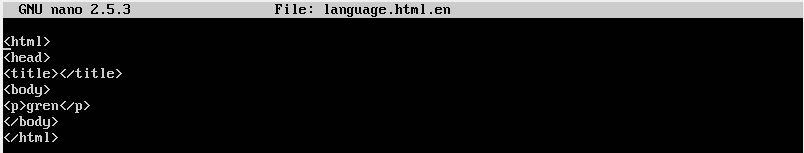 GNU nano 2.5.3 File: language.html.en
<html>
<head>
<title></title>
<body>
<p>gren</p>
</body>
</html>